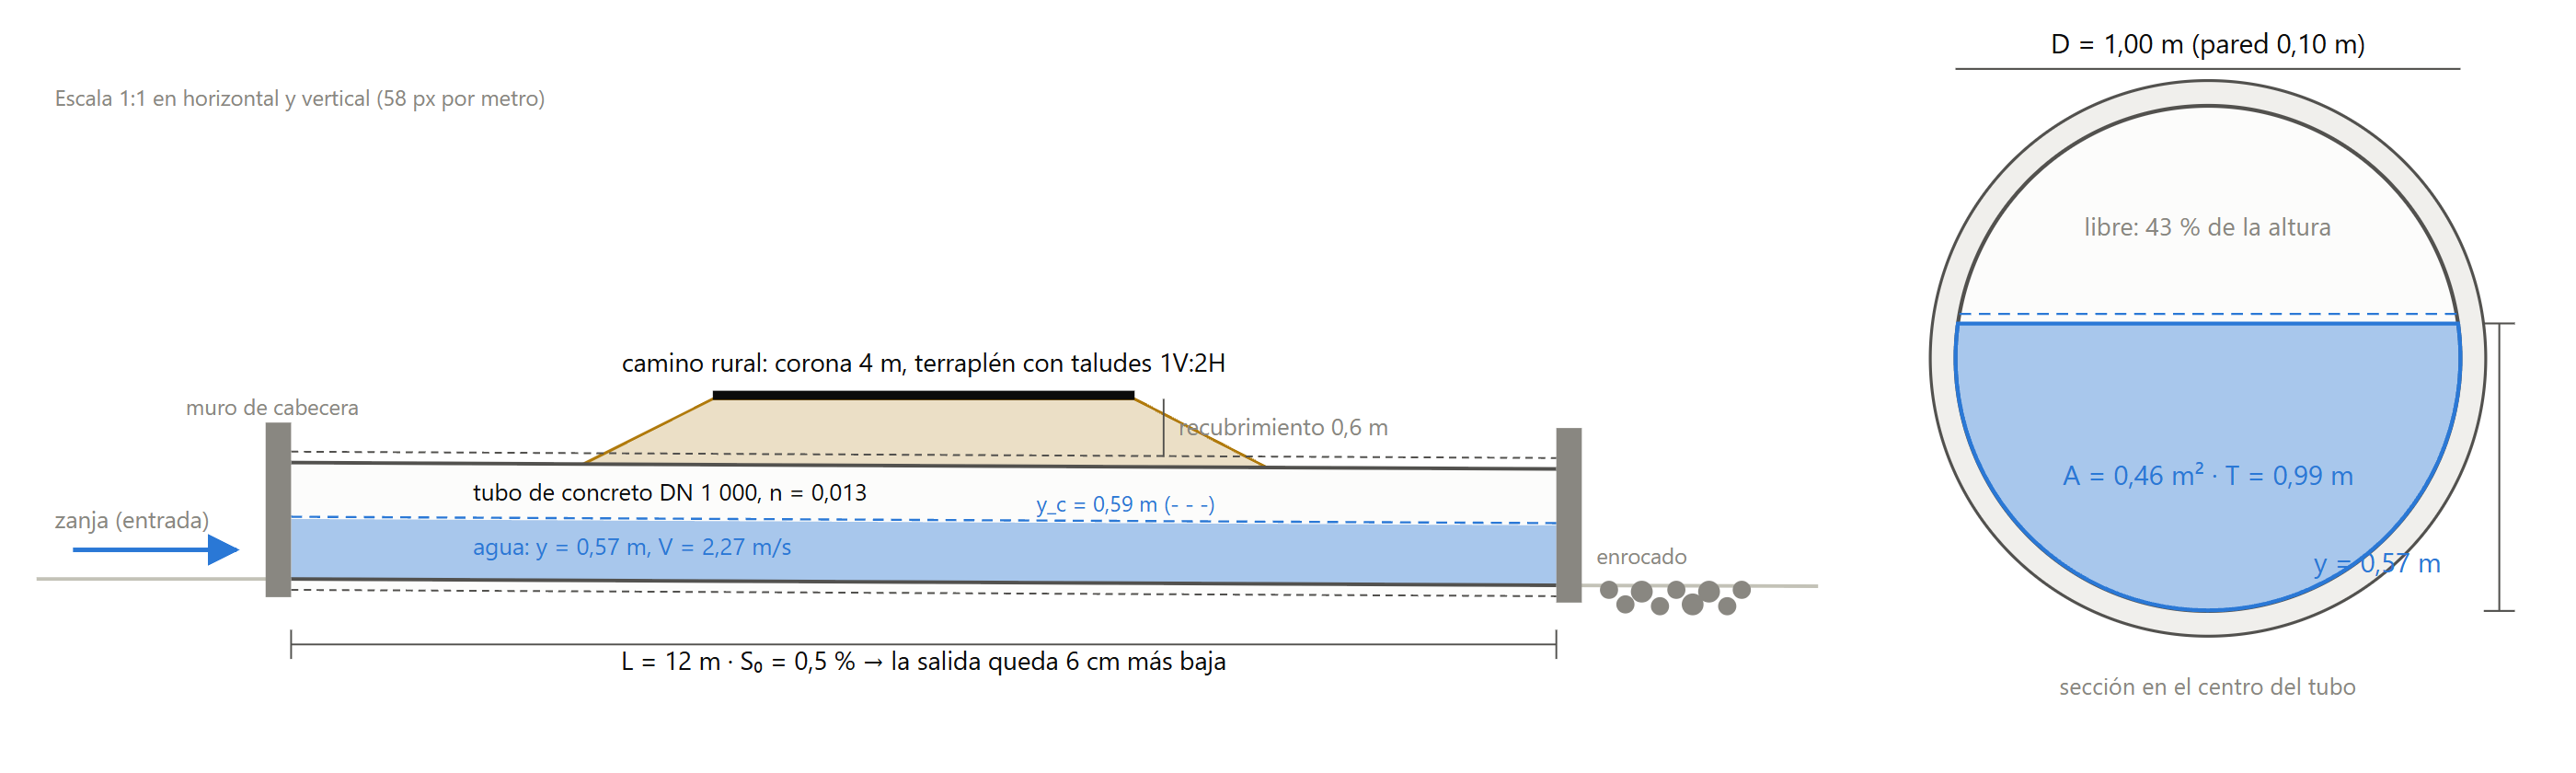 Escala 1:1 en horizontal y vertical (58 px por metro)
camino rural: corona 4 m, terraplén con taludes 1V:2H
muro de cabecera
recubrimiento 0,6 m
tubo de concreto DN 1 000, n = 0,013
y_c = 0,59 m (- - -)
zanja (entrada)
agua: y = 0,57 m, V = 2,27 m/s
enrocado
L = 12 m · S₀ = 0,5 % → la salida queda 6 cm más baja
D = 1,00 m (pared 0,10 m)
libre: 43 % de la altura
A = 0,46 m² · T = 0,99 m
y = 0,57 m
sección en el centro del tubo